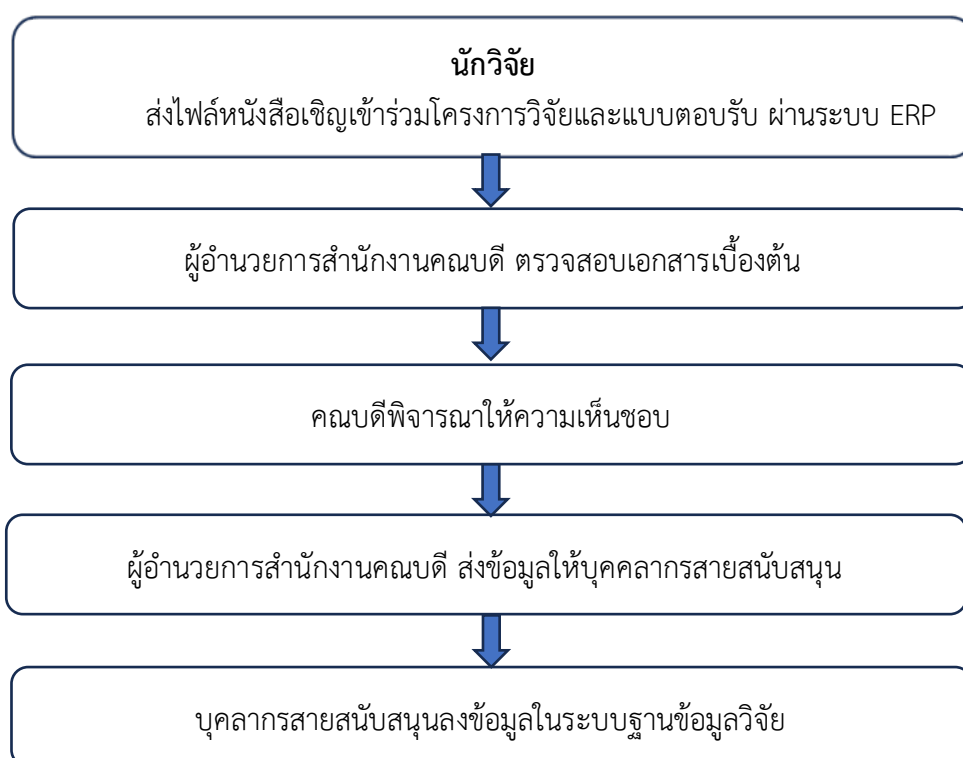 นักวิจัย
ส่งไฟล์หนังสือเชิญเข้าร่วมโครงการวิจัยและแบบตอบรับ ผ่านระบบ ERP
ผู้อำนวยการสำนักงานคณบดี ตรวจสอบเอกสารเบื้องต้น
คณบดีพิจารณาให้ความเห็นชอบ
ผู้อำนวยการสำนักงานคณบดี ส่งข้อมูลให้บุคคลากรสายสนับสนุน
บุคลากรสายสนับสนุนลงข้อมูลในระบบฐานข้อมูลวิจัย